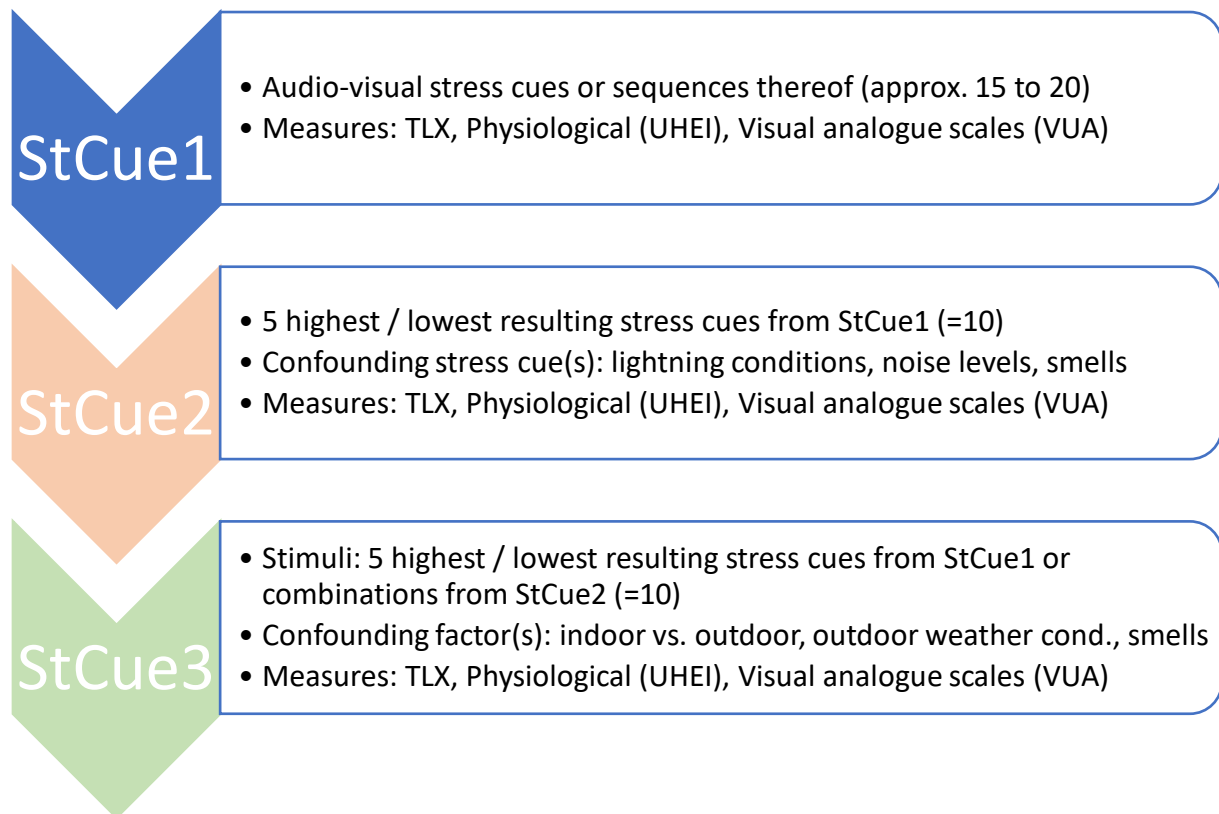 StCue1
• Audio-visual stress cues or sequences thereof (approx. 15 to 20)
• Measures: TLX, Physiological (UHEI), Visual analogue scales (VUA)
StCue2
• 5 highest / lowest resulting stress cues from StCue1 (=10)
• Confounding stress cue(s): lightning conditions, noise levels, smells
• Measures: TLX, Physiological (UHEI), Visual analogue scales (VUA)
StCue3
• Stimuli: 5 highest / lowest resulting stress cues from StCue1 or
combinations from StCue2 (=10)
• Confounding factor(s): indoor vs. outdoor, outdoor weather cond., smells
• Measures: TLX, Physiological (UHEI), Visual analogue scales (VUA)